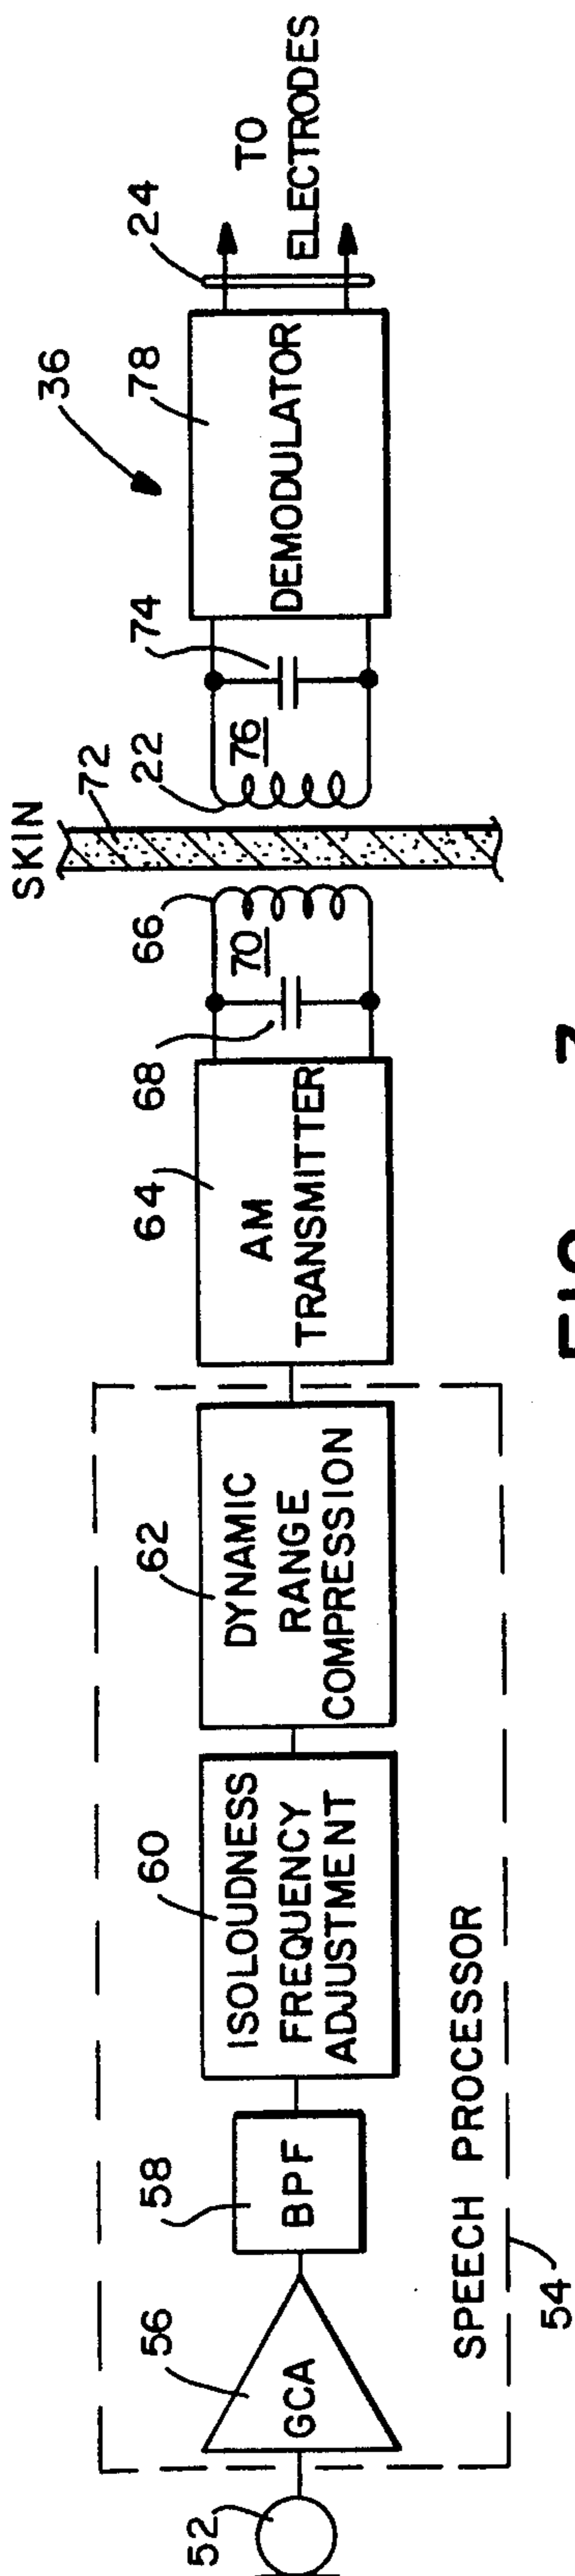 52
56
GCA
58
BPF
60
ISOLOUDNESS
FREQUENCY
ADJUSTMENT
62
DYNAMIC
RANGE
COMPRESSION
SPEECH PROCESSOR
54
64
AM
TRANSMITTER
68
70
66
SKIN
72
22
76
74
36
78
DEMODULATOR
24
TO
ELECTRODES